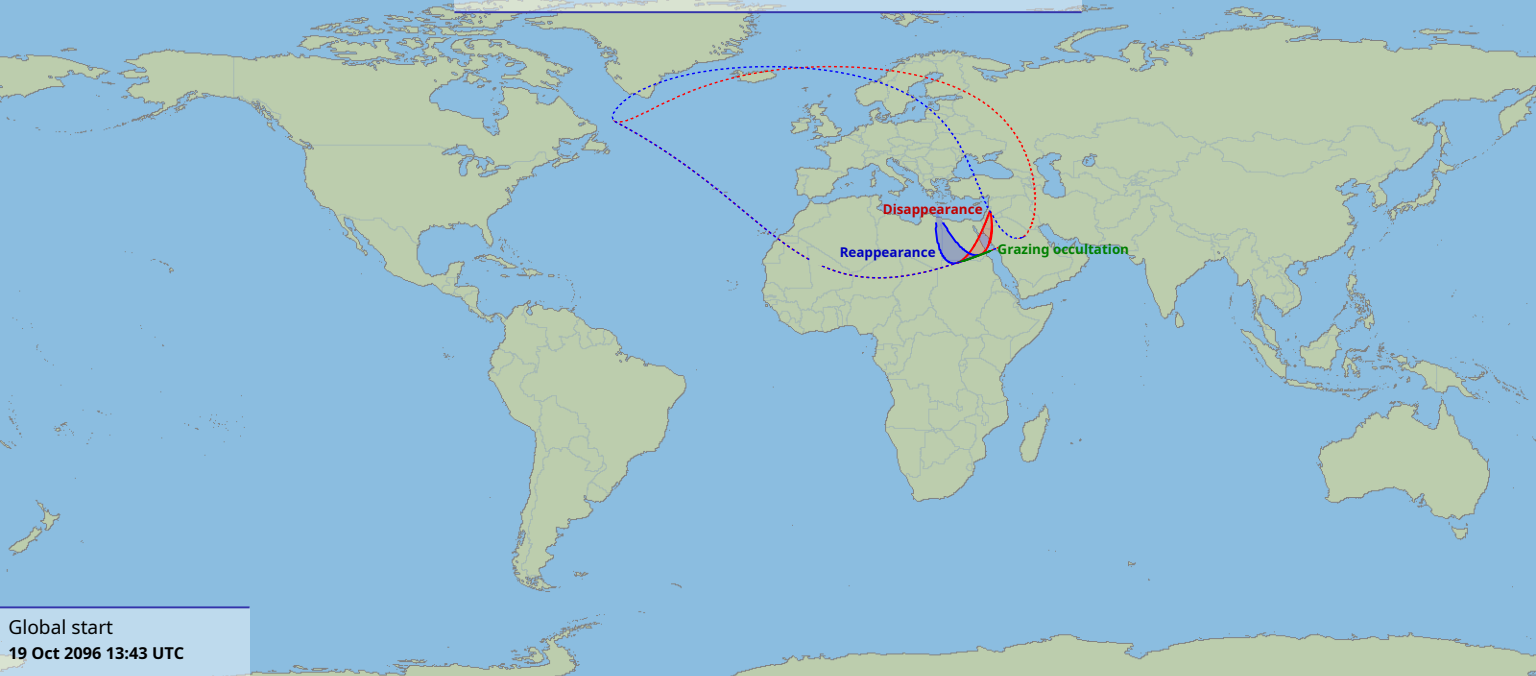 Disappearance
Reappearance
Grazing occultation
Global start
19 Oct 2096 13:43 UTC